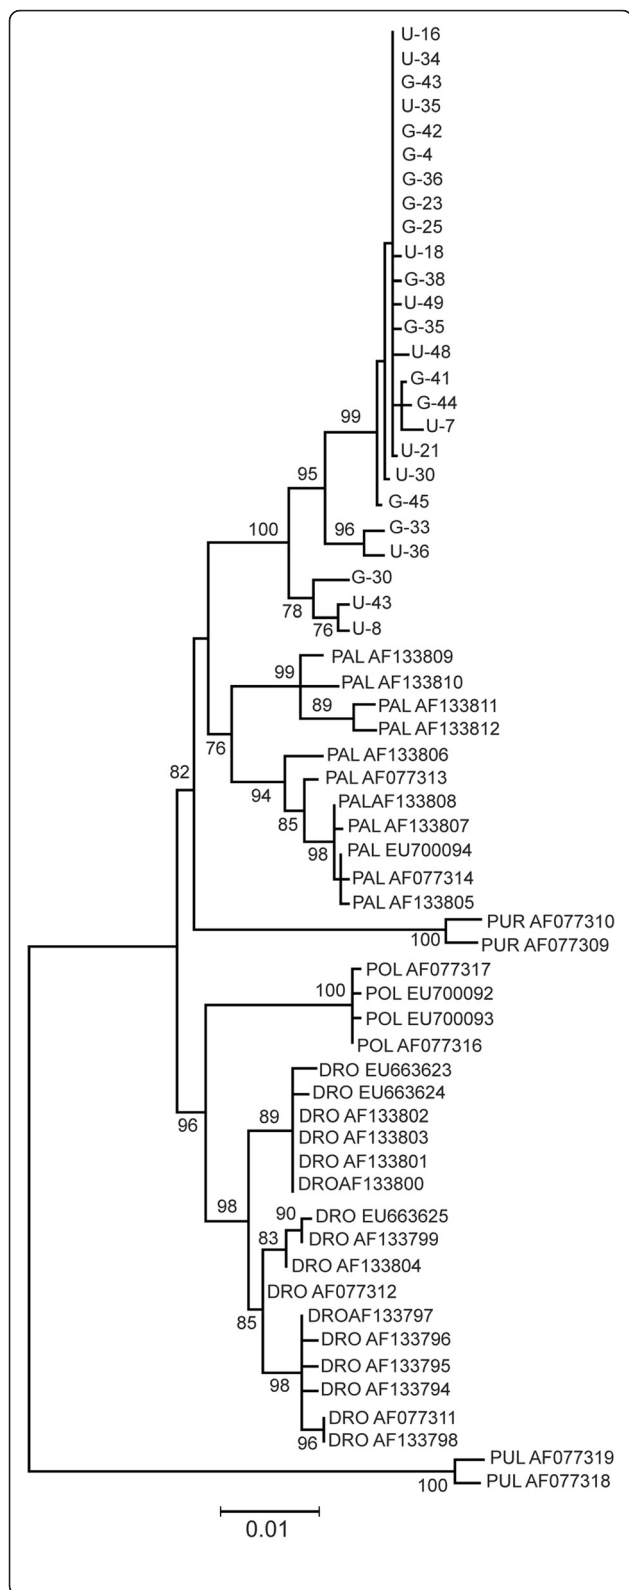 U-16
U-34
G-43
U-35
G-42
G-4
G-36
G-23
G-25
U-18
G-38
U-49
G-35
U-48
G-41
99
G-44
U-7
U-21
95
U-30
G-45
100
96
G-33
U-36
G-30
78
U-43
76
U-8
PAL AF133809
99
PAL AF133810
89
PAL AF133811
PAL AF133812
76
PAL AF133806
82
PAL AF077313
94
PALAF133808
85
PAL AF133807
98
PAL EU700094
PAL AF077314
PAL AF133805
PUR AF077310
100
PUR AF077309
POL AF077317
100
POL EU700092
POL EU700093
POL AF077316
DRO EU663623
DRO EU663624
96
89
DRO AF133802
DRO AF133803
DRO AF133801
DROAF133800
98
90
DRO EU663625
83
DRO AF133799
DRO AF133804
DRO AF077312
85
DROAF133797
DRO AF133796
DRO AF133795
98
DRO AF133794
DRO AF077311
96
DRO AF133798
PUL AF077319
100
PUL AF077318
0.01